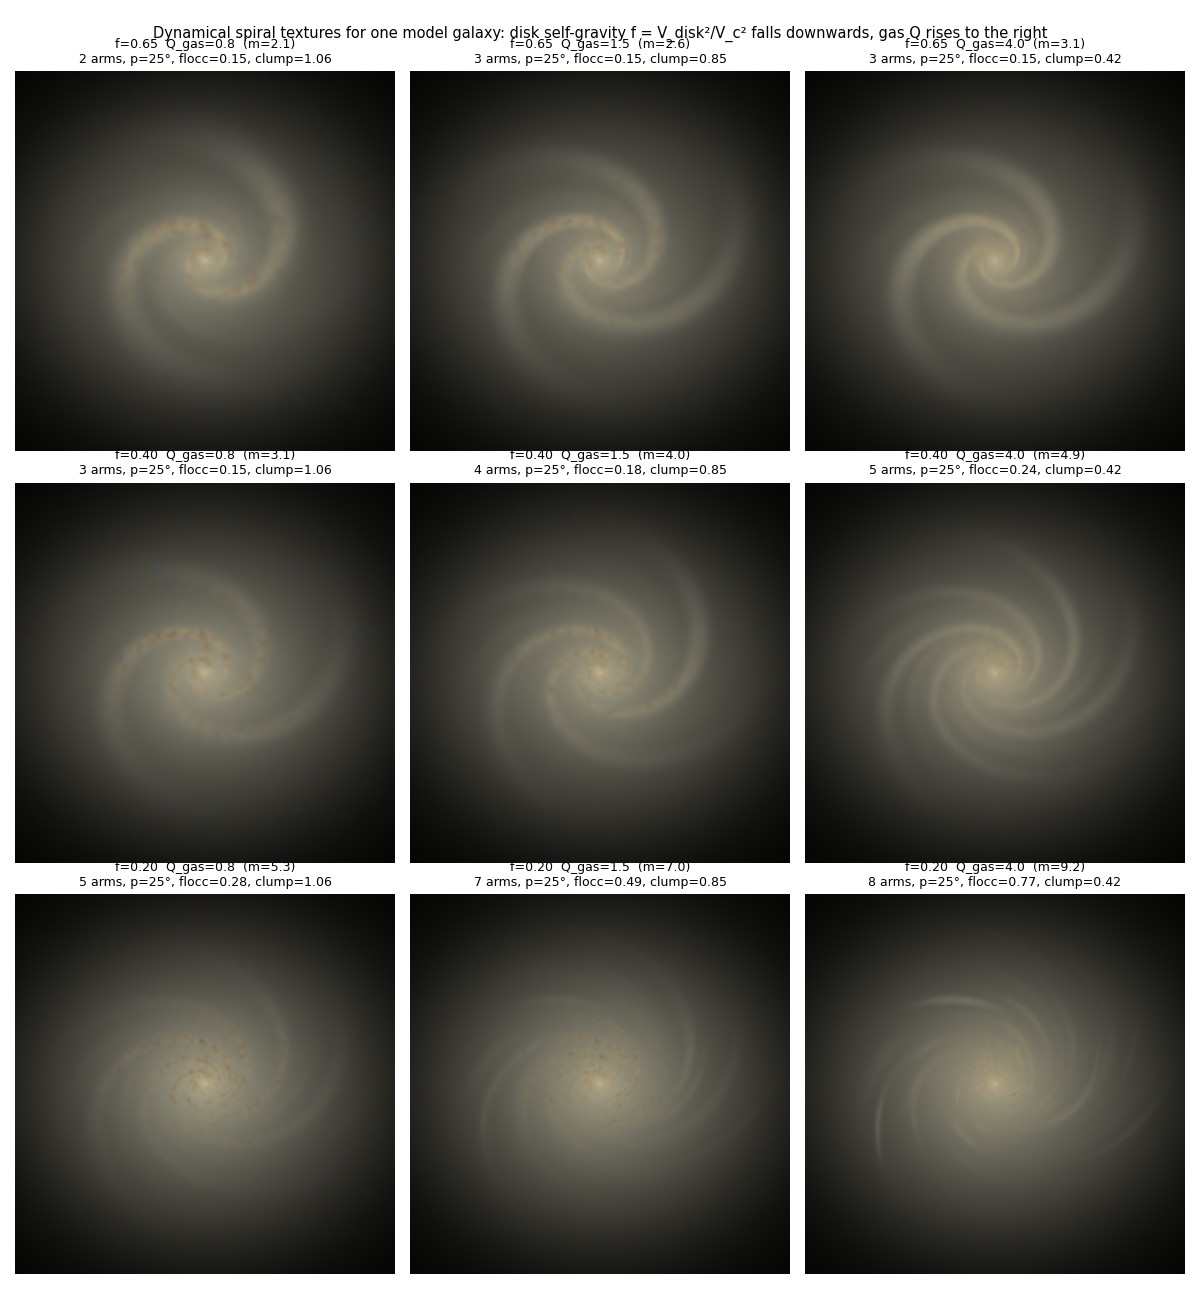 Dynamical spiral textures for one model galaxy: disk self-gravity f = V_disk²/V_c² falls downwards, gas Q rises to the right
f=0.65 Q_gas=0.8 (m=2.1)
2 arms, p=25°, flocc=0.15, clump=1.06
f=0.65 Q_gas=1.5 (m=2.6)
3 arms, p=25°, flocc=0.15, clump=0.85
f=0.65 Q_gas=4.0 (m=3.1)
3 arms, p=25°, flocc=0.15, clump=0.42
f=0.40 Q_gas=0.8 (m=3.1)
3 arms, p=25°, flocc=0.15, clump=1.06
f=0.40 Q_gas=1.5 (m=4.0)
4 arms, p=25°, flocc=0.18, clump=0.85
f=0.40 Q_gas=4.0 (m=4.9)
5 arms, p=25°, flocc=0.24, clump=0.42
f=0.20 Q_gas=0.8 (m=5.3)
5 arms, p=25°, flocc=0.28, clump=1.06
f=0.20 Q_gas=1.5 (m=7.0)
7 arms, p=25°, flocc=0.49, clump=0.85
f=0.20 Q_gas=4.0 (m=9.2)
8 arms, p=25°, flocc=0.77, clump=0.42